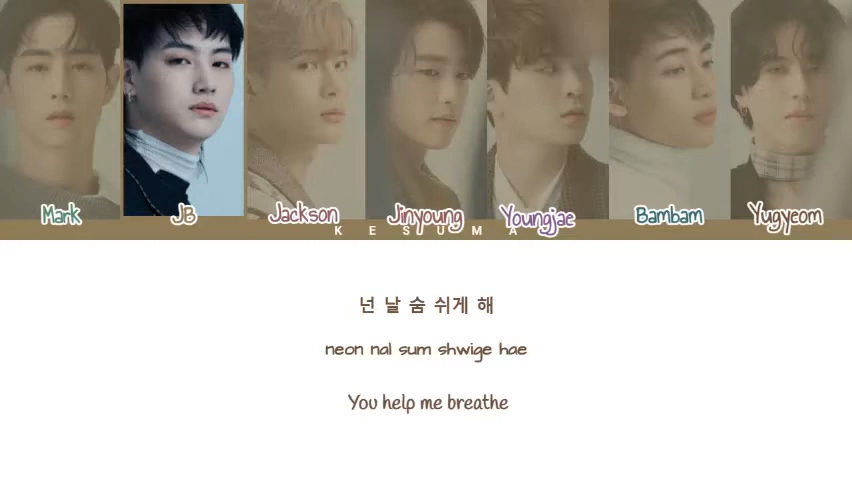 Mark JB Jackson Jinyoung Youngjae Bambam Yugyeom
KESUMA
넌 날 숨 쉬게 해
neon nal sum shwige hae
You help me breathe